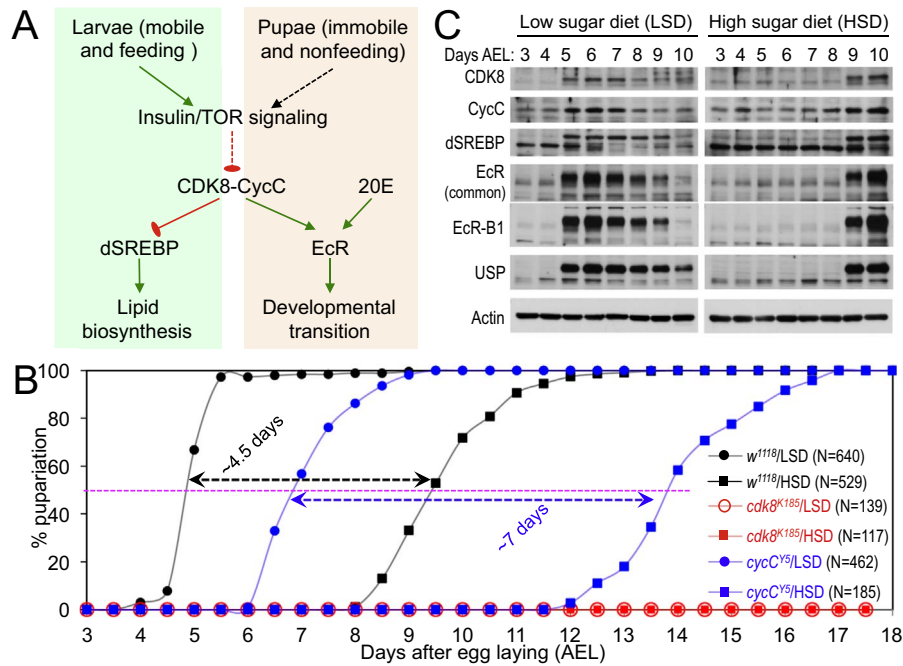 A
Larvae (mobile
and feeding )
Pupae (immobile
and nonfeeding)
Insulin/TOR signaling
CDK8-CycC
20E
dSREBP
EcR
Lipid
biosynthesis
Developmental
transition
C
Low sugar diet (LSD)
High sugar diet (HSD)
Days AEL: 3 4 5 6 7 8 9 10
3 4 5 6 7 8 9 10
CDK8
CycC
dSREBP
EcR
(common)
EcR-B1
USP
Actin
B
% pupariation
100
80
60
40
20
0
~4.5 days
~7 days
w1118/LSD (N=640)
w1118/HSD (N=529)
cdk8K185/LSD (N=139)
cdk8K185/HSD (N=117)
cycCY5/LSD (N=462)
cycCY5/HSD (N=185)
3 4 5 6 7 8 9 10 11 12 13 14 15 16 17 18
Days after egg laying (AEL)